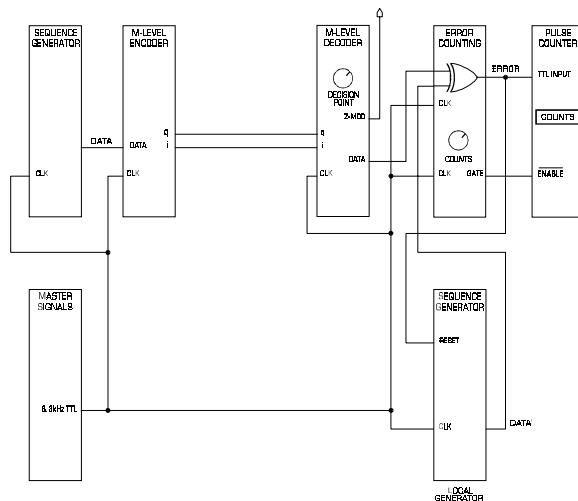 SEQUENCE
GENERATOR
DATA
CLK
M-LEVEL
ENCODER
q
DATA
i
CLK
M-LEVEL
DECODER
DECISION
POINT
Z-MOD
q
i
DATA
CLK
ERROR
COUNTING
CLK
COUNTS
CLK
GATE
ERROR
PULSE
COUNTER
TTL INPUT
COUNTS
ENABLE
MASTER
SIGNALS
8.3kHz TTL
SEQUENCE
GENERATOR
RESET
CLK
DATA
LOCAL
GENERATOR